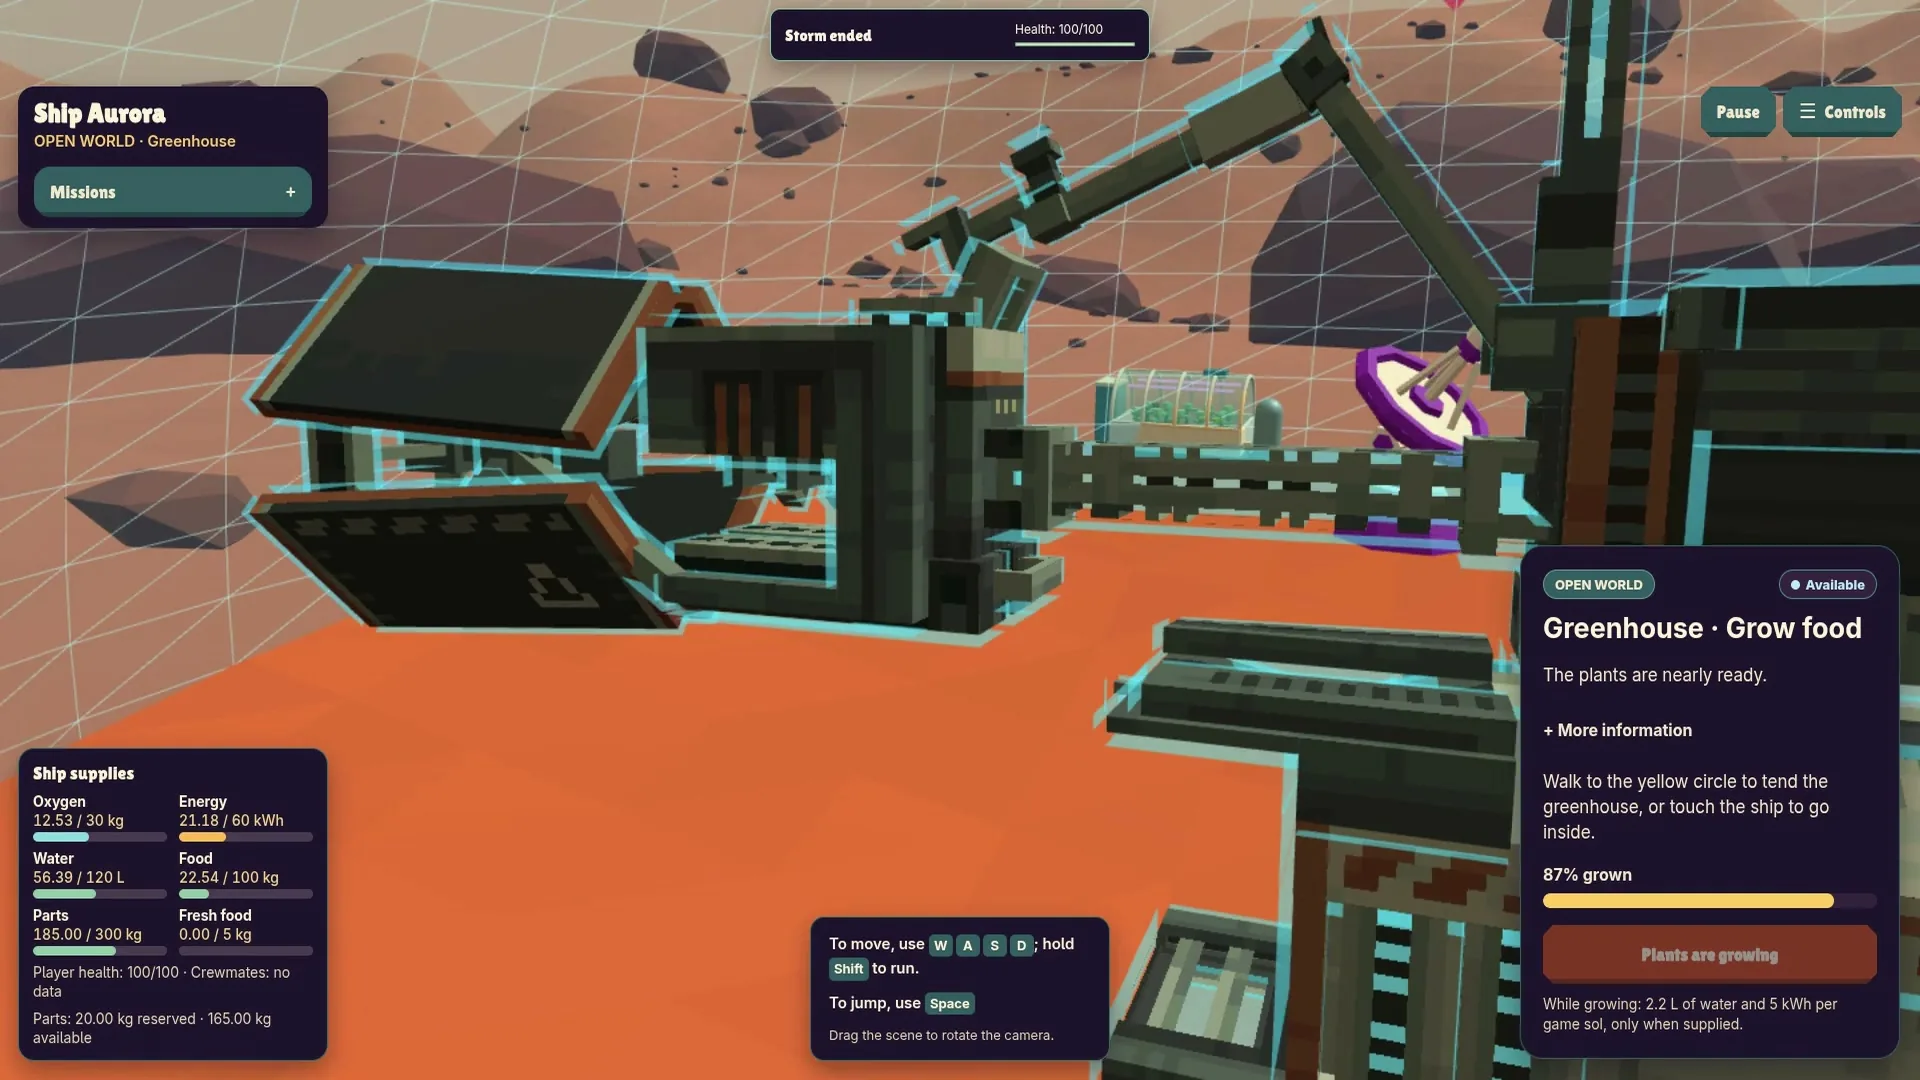 Storm ended
Health: 100/100
Ship Aurora
OPEN WORLD · Greenhouse
Missions +
Pause
☰ Controls
OPEN WORLD
Available
Greenhouse · Grow food
The plants are nearly ready.
+ More information
Walk to the yellow circle to tend the
greenhouse, or touch the ship to go
inside.
87% grown
Plants are growing
While growing: 2.2 L of water and 5 kWh per
game sol, only when supplied.
Ship supplies
Oxygen Energy
12.53 / 30 kg 21.18 / 60 kWh
Water Food
56.39 / 120 L 22.54 / 100 kg
Parts Fresh food
185.00 / 300 kg 0.00 / 5 kg
Player health: 100/100 · Crewmates: no
data
Parts: 20.00 kg reserved · 165.00 kg
available
To move, use W A S D; hold
Shift to run.
To jump, use Space
Drag the scene to rotate the camera.